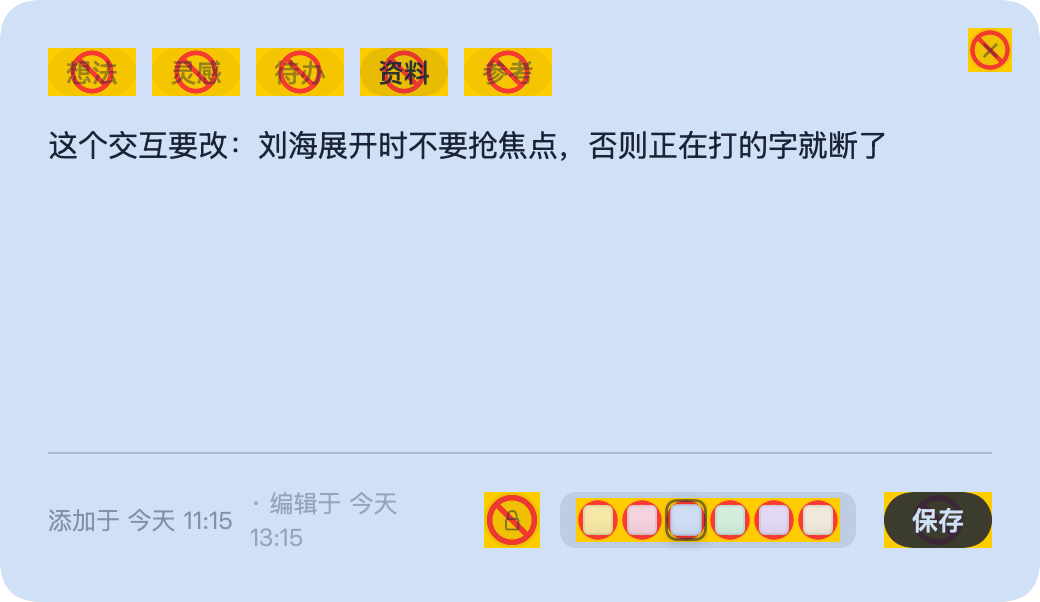 想法 灵感 待办 资料 参考
这个交互要改：刘海展开时不要抢焦点，否则正在打的字就断了
添加于 今天 11:15 · 编辑于 今天 13:15 保存